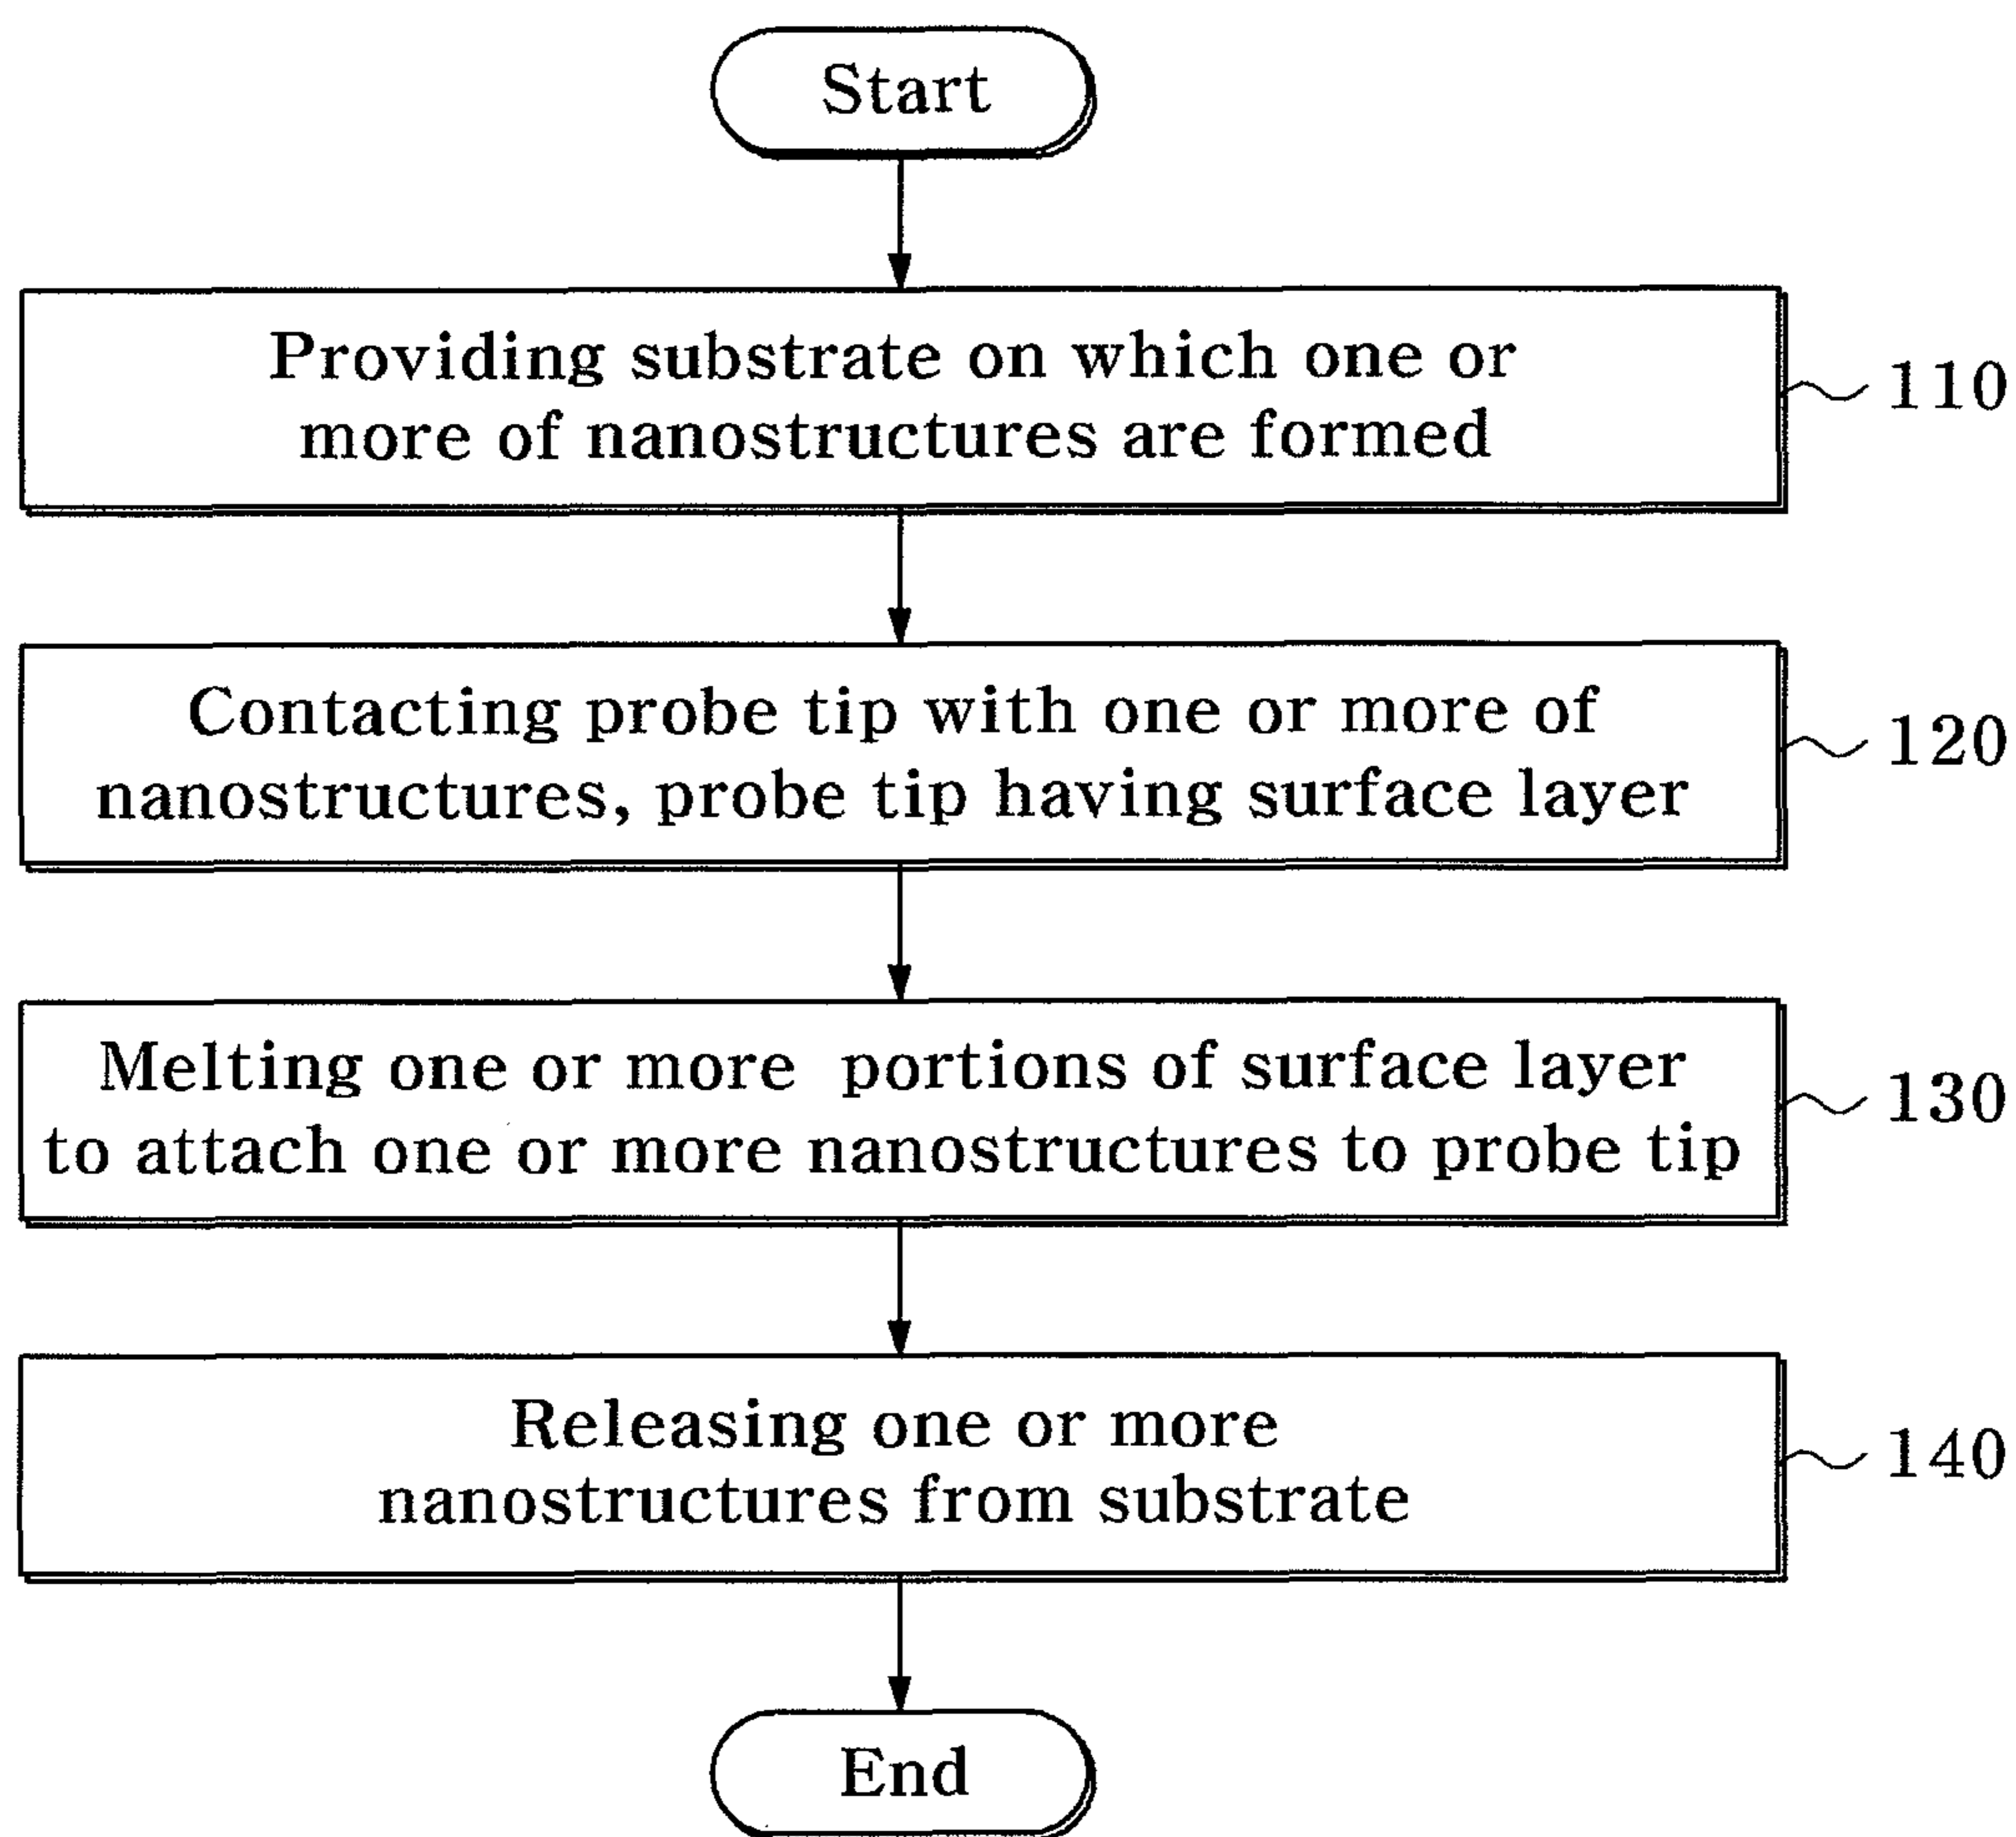 Start
Providing substrate on which one or
more of nanostructures are formed
110
Contacting probe tip with one or more of
nanostructures, probe tip having surface layer
120
Melting one or more portions of surface layer
to attach one or more nanostructures to probe tip
130
Releasing one or more
nanostructures from substrate
140
End